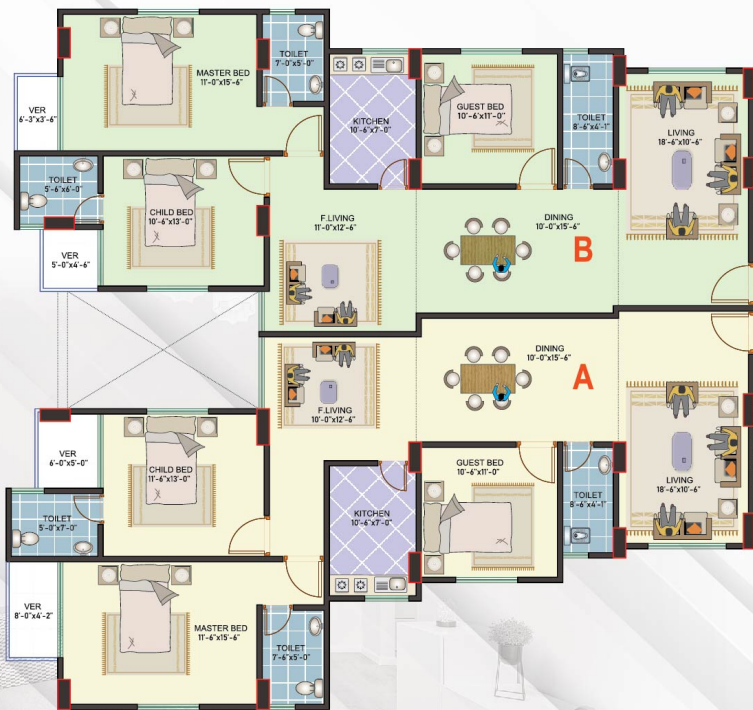 TOILET
7'-0"x5'-0"
MASTER BED
11'-0"x15'-6"
VER
6'-3"x3'-6"
KITCHEN
10'-6"x7'-0"
GUEST BED
10'-6"x11'-0"
TOILET
8'-6"x4'-1"
LIVING
18'-6"x10'-6"
TOILET
5'-6"x6'-0"
CHILD BED
10'-6"x13'-0"
F.LIVING
11'-0"x12'-6"
DINING
10'-0"x15'-6"
B
VER
5'-0"x4'-6"
DINING
10'-0"x15'-6"
A
F.LIVING
10'-0"x12'-6"
VER
6'-0"x5'-0"
CHILD BED
11'-6"x13'-0"
GUEST BED
10'-6"x11'-0"
LIVING
18'-6"x10'-6"
TOILET
8'-6"x4'-1"
KITCHEN
10'-6"x7'-0"
TOILET
5'-0"x7'-0"
VER
8'-0"x4'-2"
MASTER BED
11'-6"x15'-6"
TOILET
7'-6"x5'-0"